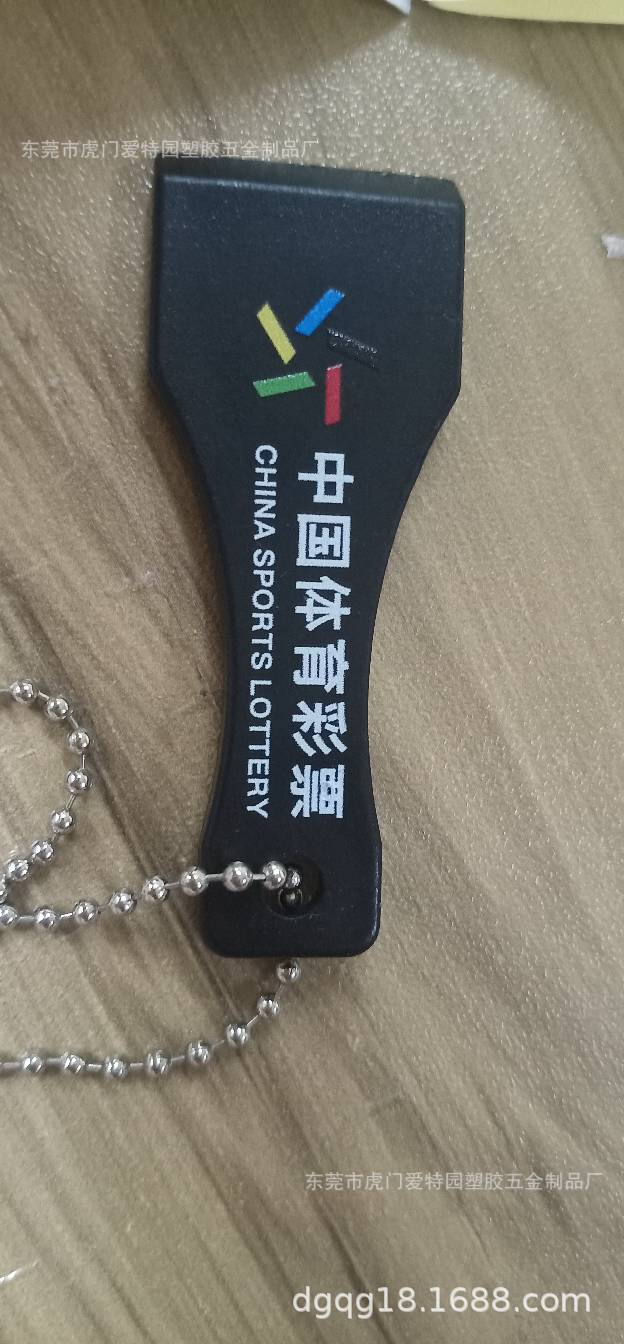 东莞市虎门爱特园塑胶五金制品厂
中国体育彩票
CHINA SPORTS LOTTERY
东莞市虎门爱特园塑胶五金制品厂
dgqg18.1688.com